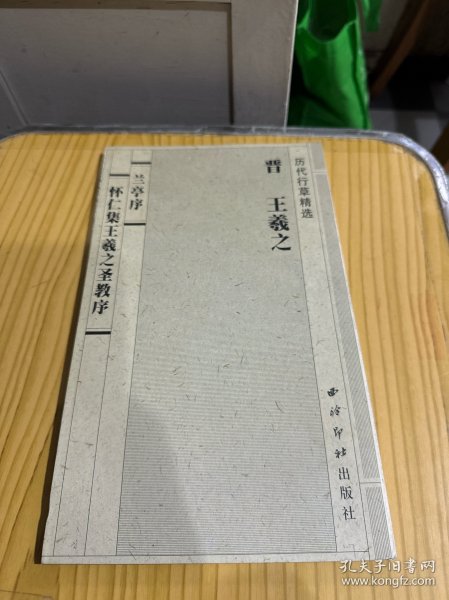 历代行草精选
晋 王羲之
兰亭序
怀仁集王羲之圣教序
西泠印社出版社
孔夫子旧书网
www.kongfz.com